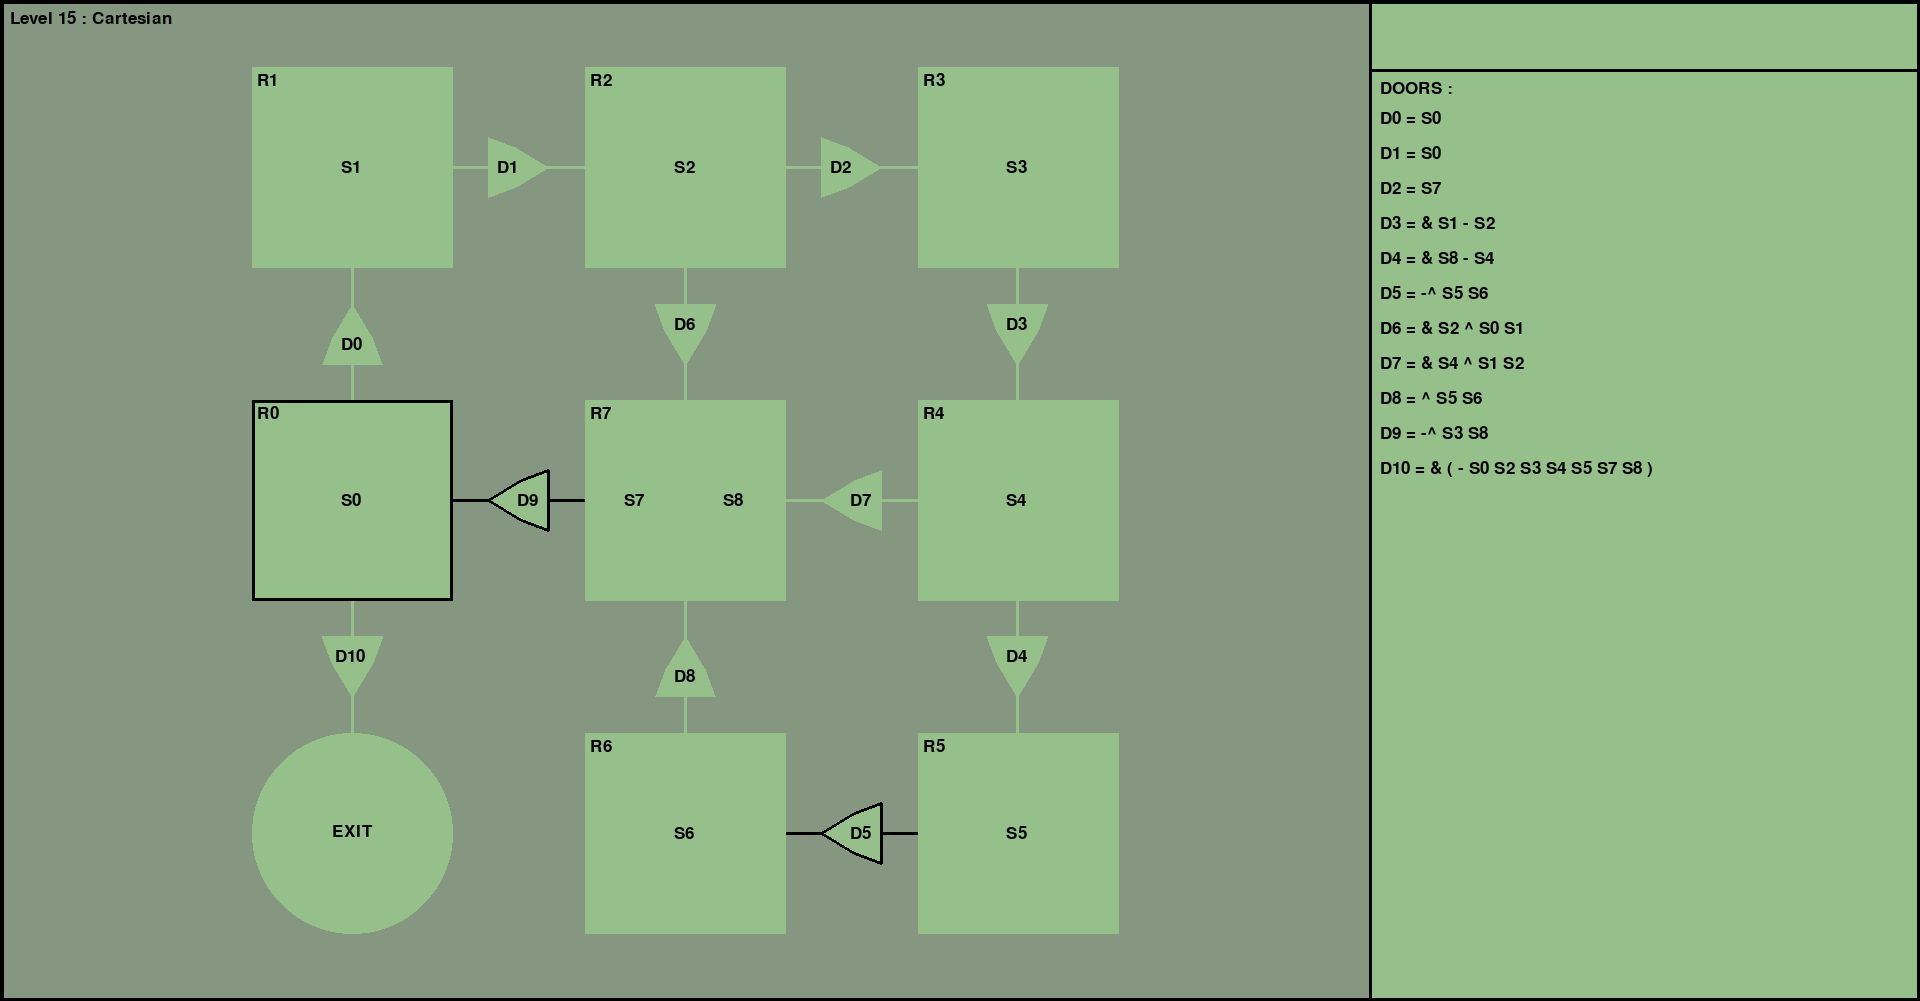 Level 15 : Cartesian
R1
R2
R3
S1
D1
S2
D2
S3
D0
D6
D3
R0
R7
R4
S0
D9
S7
S8
D7
S4
D10
D8
D4
R6
R5
EXIT
S6
D5
S5
DOORS :
D0 = S0
D1 = S0
D2 = S7
D3 = & S1 - S2
D4 = & S8 - S4
D5 = -^ S5 S6
D6 = & S2 ^ S0 S1
D7 = & S4 ^ S1 S2
D8 = ^ S5 S6
D9 = -^ S3 S8
D10 = & ( - S0 S2 S3 S4 S5 S7 S8 )